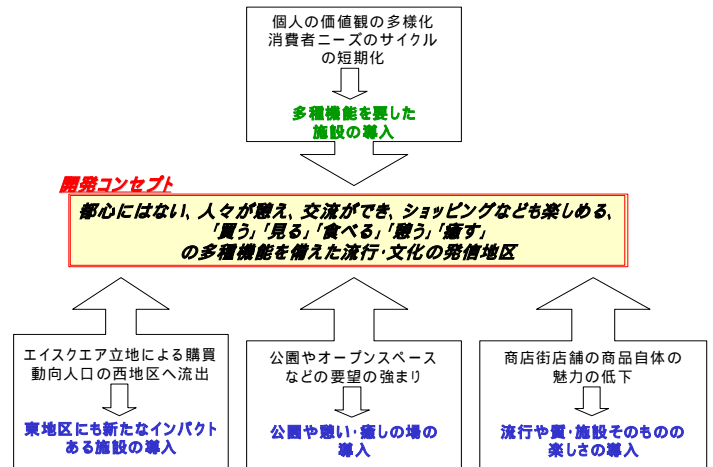 個人の価値観の多様化
消費者ニーズのサイクル
の短期化
多種機能を要した
施設の導入
開発コンセプト
都心にはない、人々が憩え、交流ができ、ショッピングなども楽しめる、
「買う」「見る」「食べる」「憩う」「癒す」
の多種機能を備えた流行・文化の発信地区
エイスクエア立地による購買
動向人口の西地区へ流出
東地区にも新たなインパクト
ある施設の導入
公園やオープンスペース
などの要望の強まり
公園や憩い・癒しの場の
導入
商店街店舗の商品自体の
魅力の低下
流行や質・施設そのものの
楽しさの導入